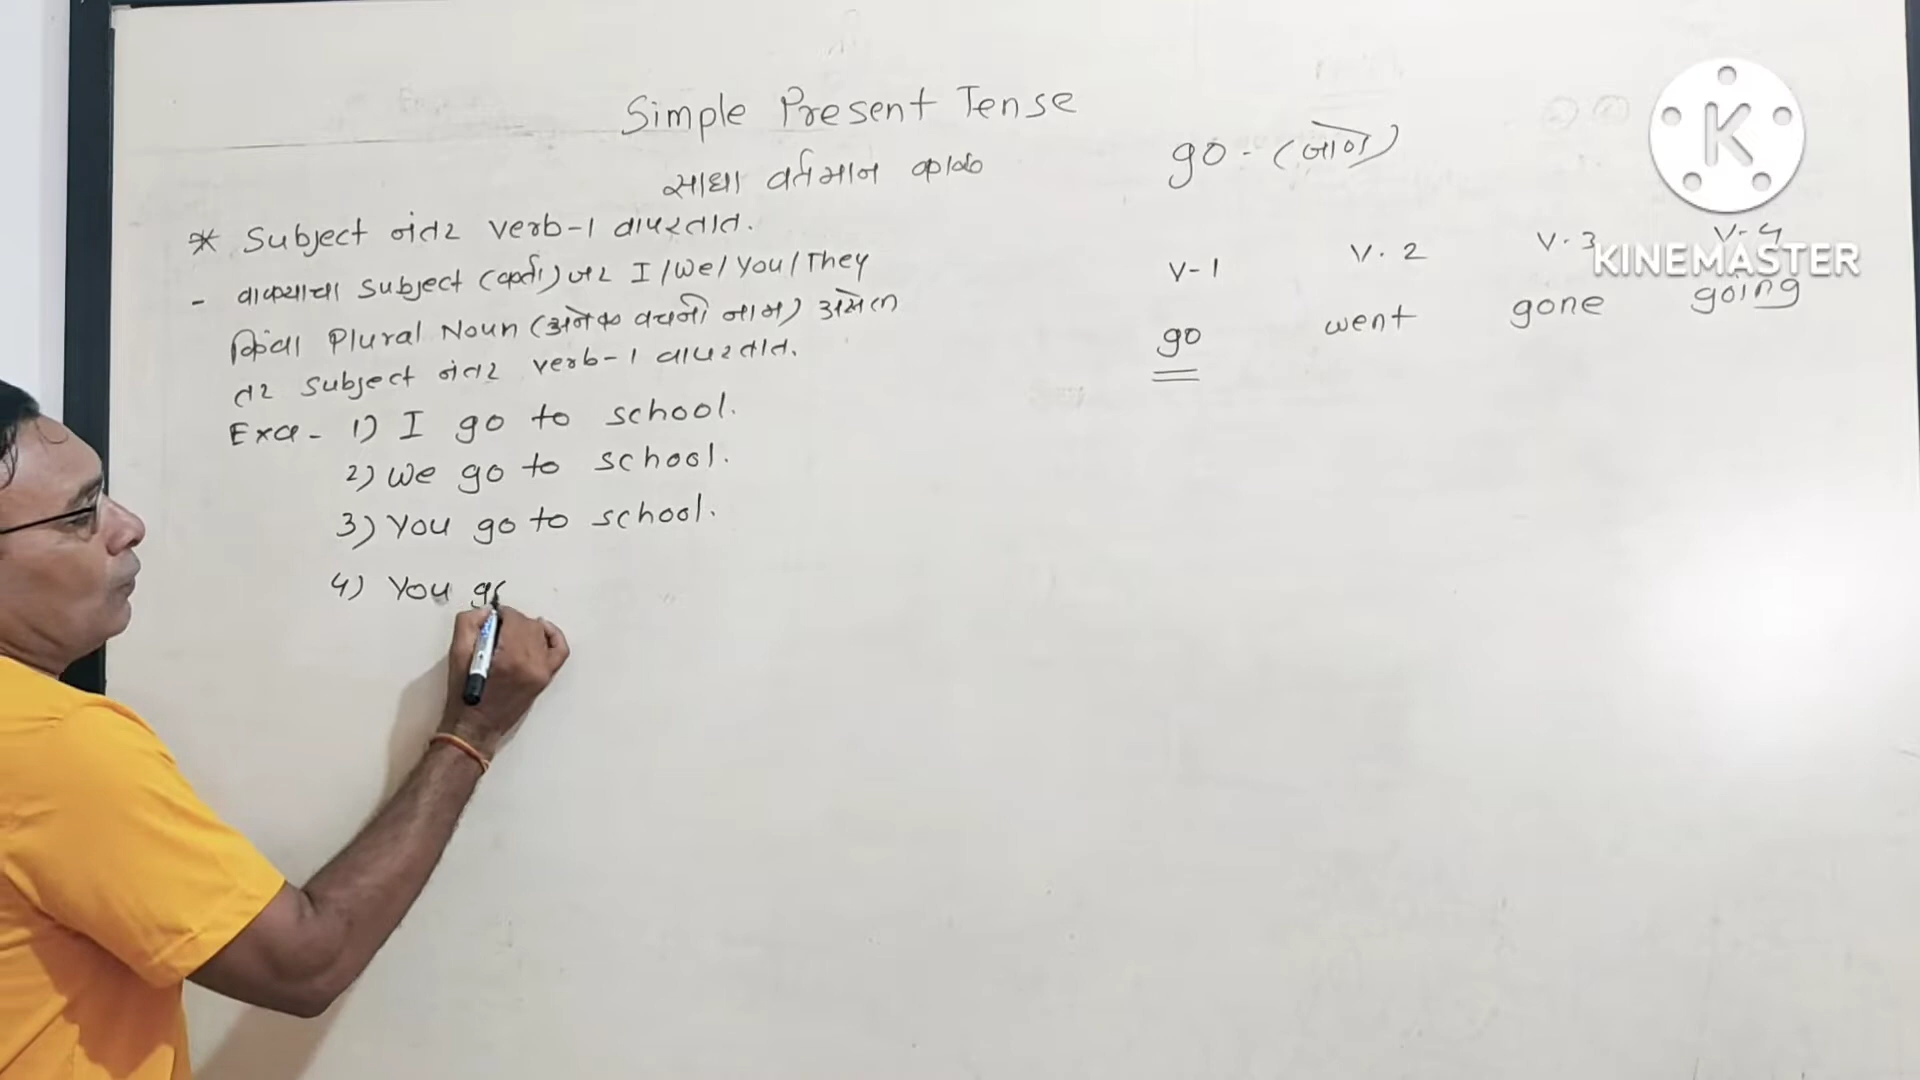 Simple Present Tense
साधा वर्तमान काळ
* Subject नंतर verb-1 वापरतात.
- वाक्याचा subject (कर्ता) जर I/We/You/They
किंवा Plural Noun (अनेक वचनी नाम) असेल
तर subject नंतर verb-1 वापरतात.
Exa- 1) I go to school.
2) We go to school.
3) You go to school.
4) You go
go - (जाणे)
V-1 V.2 V.3 V-4
go went gone going
K
KINEMASTER